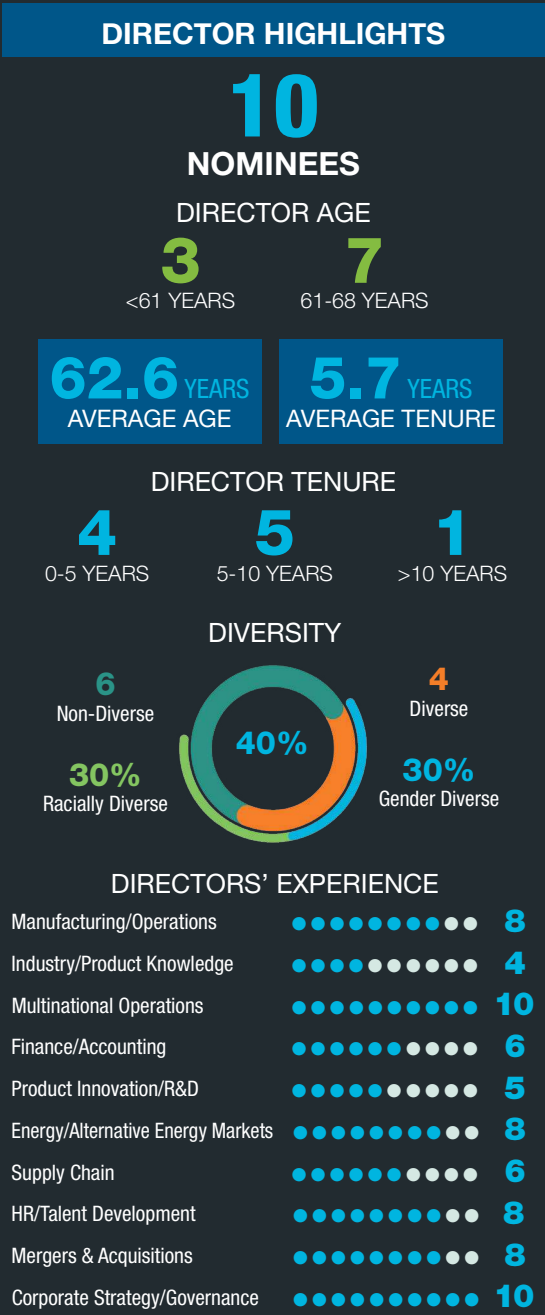 DIRECTOR HIGHLIGHTS
10
NOMINEES
DIRECTOR AGE
3 7
<61 YEARS 61-68 YEARS
62.6 YEARS 5.7 YEARS
AVERAGE AGE AVERAGE TENURE
DIRECTOR TENURE
4 5 1
0-5 YEARS 5-10 YEARS >10 YEARS
DIVERSITY
6
Non-Diverse
4
Diverse
40%
30%
Racially Diverse
30%
Gender Diverse
DIRECTORS’ EXPERIENCE
Manufacturing/Operations 8
Industry/Product Knowledge 4
Multinational Operations 10
Finance/Accounting 6
Product Innovation/R&D 5
Energy/Alternative Energy Markets 8
Supply Chain 6
HR/Talent Development 8
Mergers & Acquisitions 8
Corporate Strategy/Governance 10